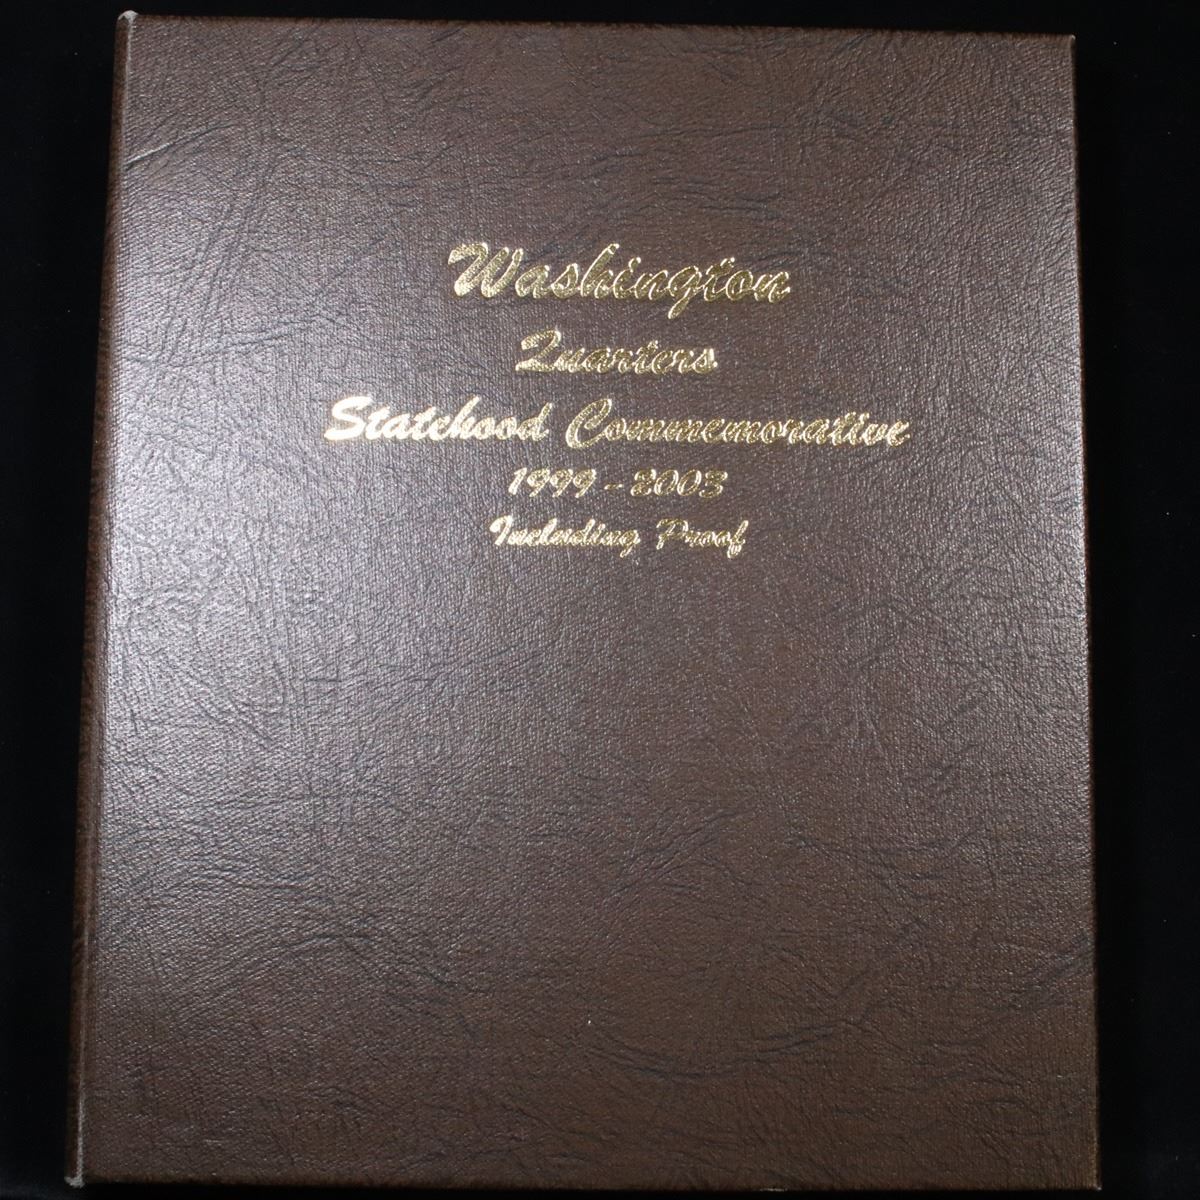 Washington
Quarters
Statehood Commemorative
1999 - 2003
Including Proof